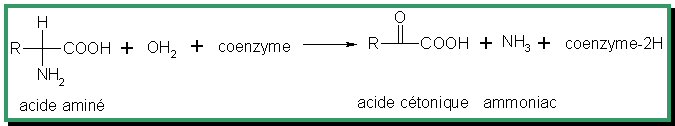 H O
R COOH + OH2 + coenzyme R COOH + NH3 + coenzyme-2H
NH2
acide aminé acide cétonique ammoniac